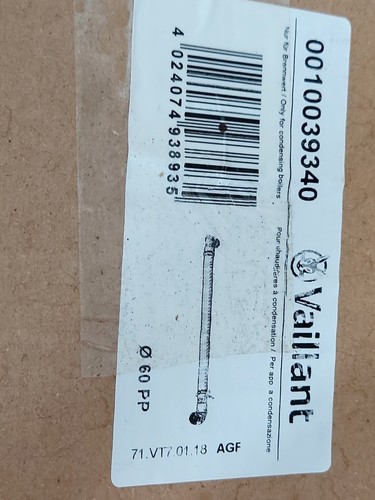 0010039340
Vaillant
Nur für Brennwert / Only for condensing boilers
Pour chaudières à condensation / Per app. a condensazione
4 024074 938935
Ø 60 PP
71.VT7.01.18 AGF